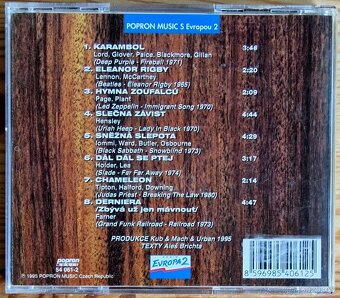 POPRON MUSIC S Evropou 2
1. KARAMBOL 3:46
Lord, Glover, Paice, Blackmore, Gillan
(Deep Purple - Fireball 1971)
2. ELEANOR RIGBY 2:20
Lennon, McCartney
(Beatles - Eleanor Rigby 1966)
3. HYMNA ZOUFALCŮ 2:09
Page, Plant
(Led Zeppelin - Immigrant Song 1970)
4. SLEČNA ZÁVIST 4:44
Hensley
(Uriah Heep - Lady in Black 1970)
5. SNĚŽNÁ SLEPOTA 4:29
Iommi, Ward, Butler, Osbourne
(Black Sabbath - Snowblind 1973)
6. DÁL DÁL SE PTEJ 3:17
Holder, Lea
(Slade - Far Far Away 1974)
7. CHAMELEON 2:14
Tipton, Halford, Downing
(Judas Priest - Breaking The Law 1980)
8. DERNIERA 4:47
(Zbývá už jen mávnout)
Farner
(Grand Funk Railroad - Railroad 1973)
PRODUKCE Kub & Mach & Urban 1995
TEXTY Aleš Brichta
popron
54 061-2
© 1995 POPRON MUSIC Czech Republic
EVROPA 2
8 596985 406125